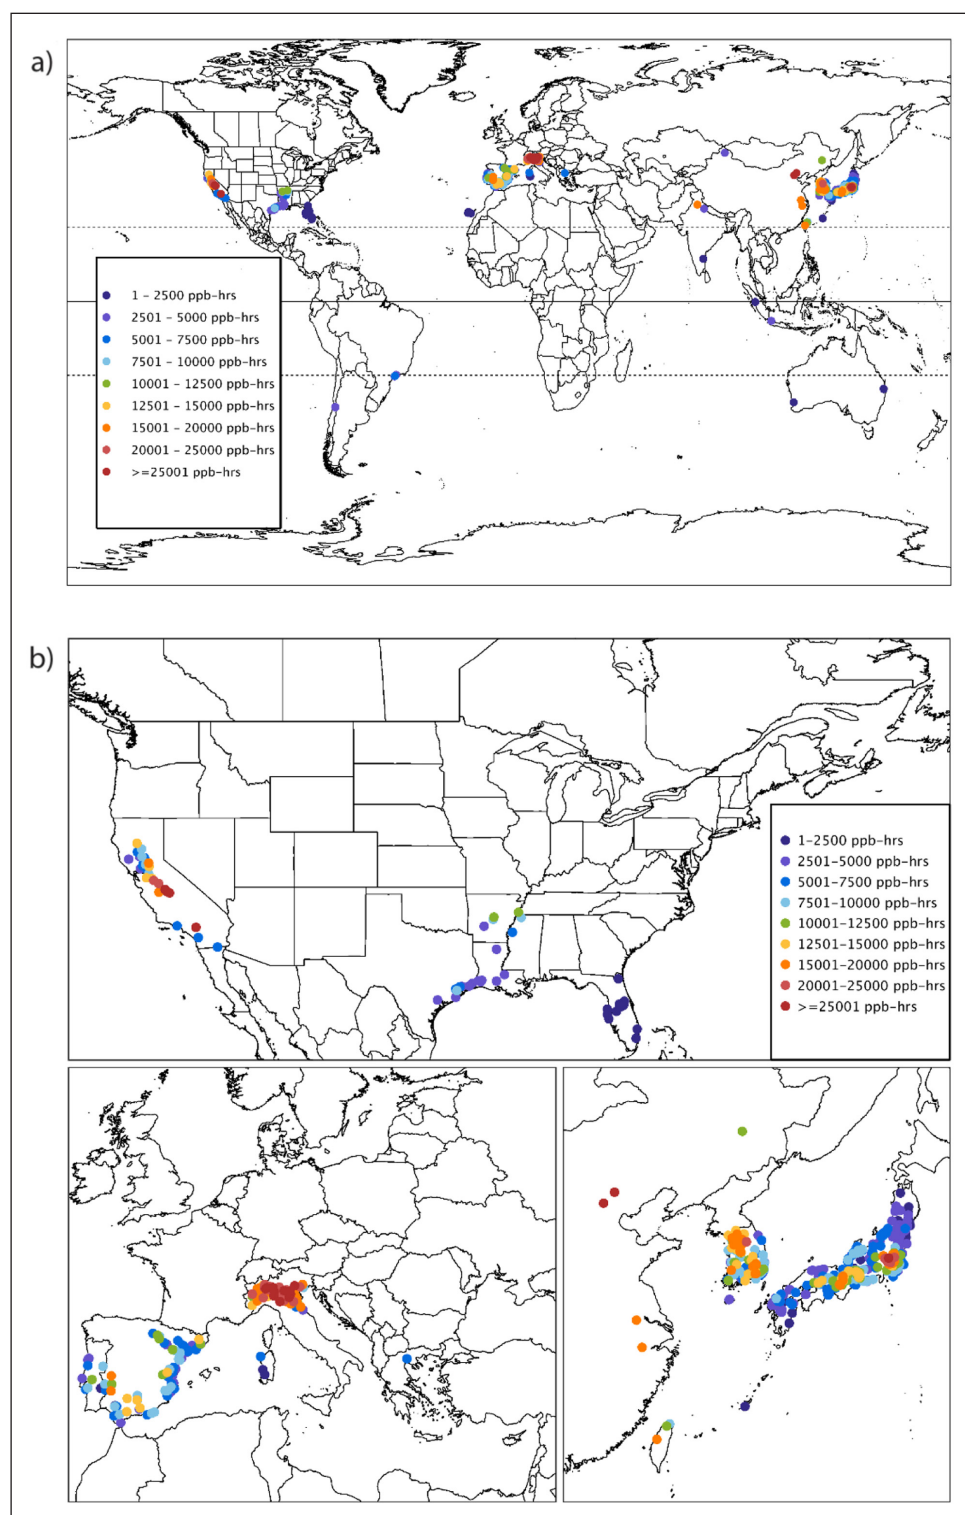 a)
1 – 2500 ppb–hrs
2501 – 5000 ppb–hrs
5001 – 7500 ppb–hrs
7501 – 10000 ppb–hrs
10001 – 12500 ppb–hrs
12501 – 15000 ppb–hrs
15001 – 20000 ppb–hrs
20001 – 25000 ppb–hrs
>=25001 ppb–hrs
b)
1–2500 ppb–hrs
2501–5000 ppb–hrs
5001–7500 ppb–hrs
7501–10000 ppb–hrs
10001–12500 ppb–hrs
12501–15000 ppb–hrs
15001–20000 ppb–hrs
20001–25000 ppb–hrs
>=25001 ppb–hrs